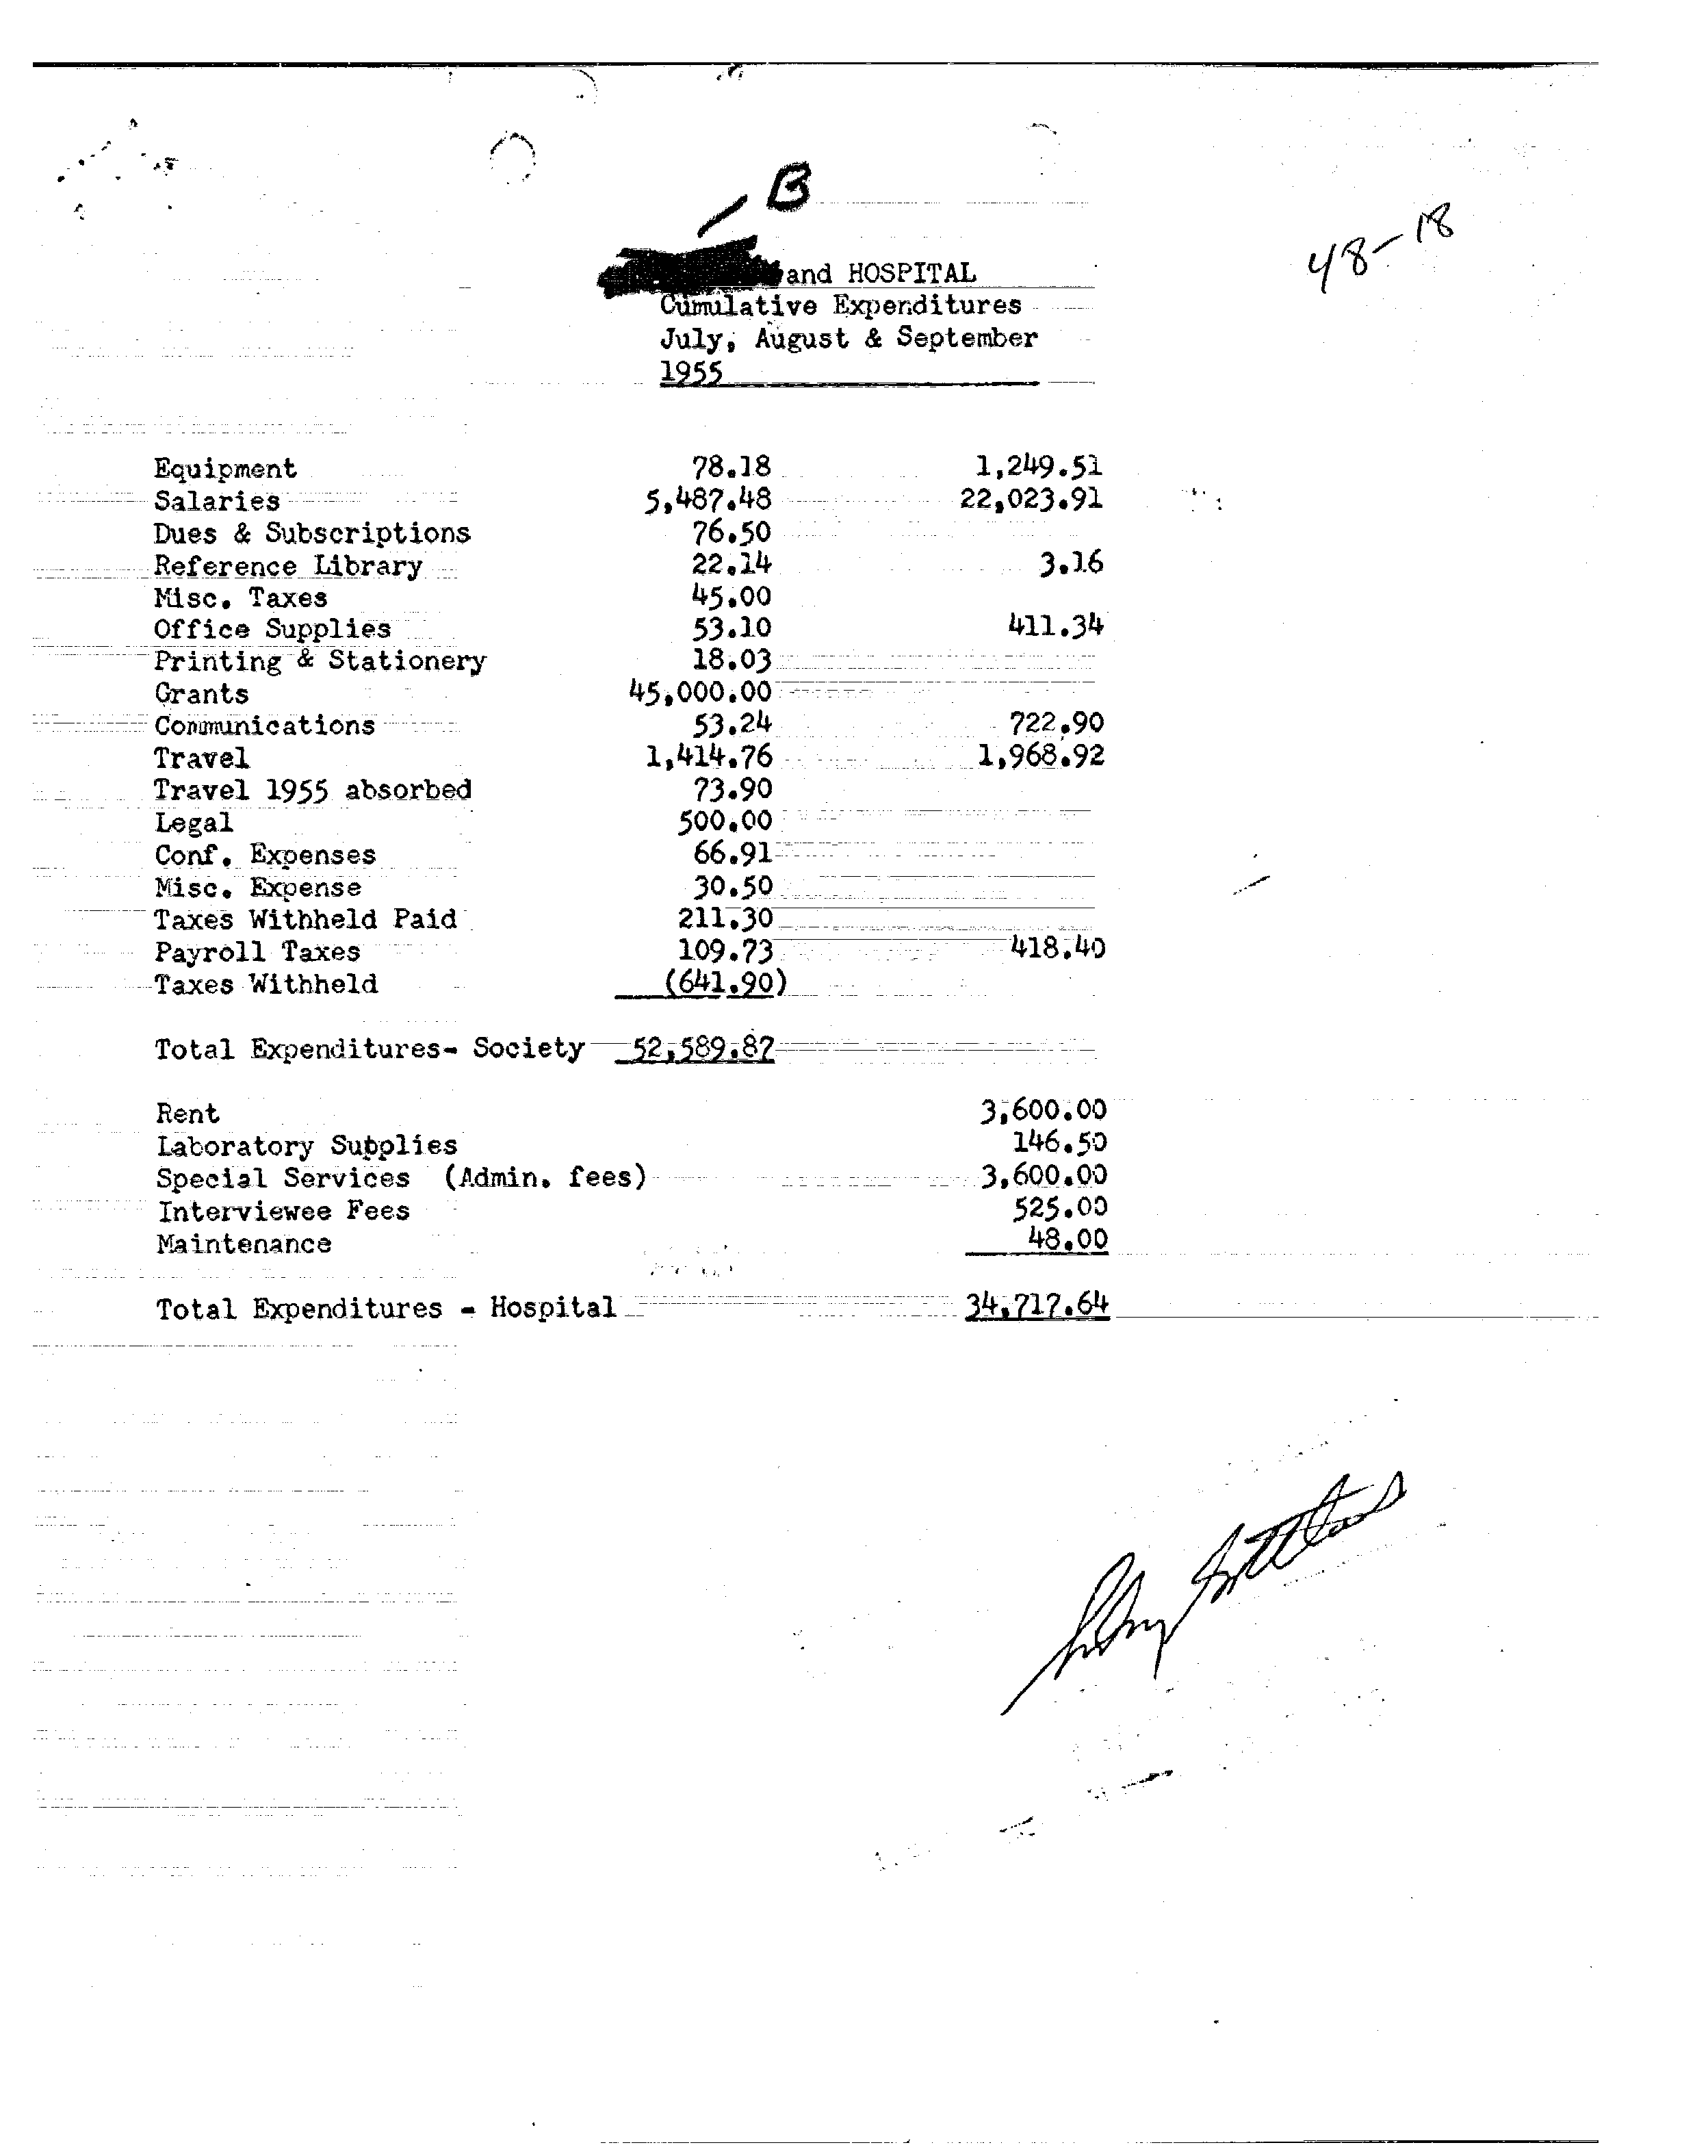 B
48-18
and HOSPITAL
Cumulative Expenditures
July, August & September
1955
Equipment 78.18 1,249.51
Salaries 5,487.48 22,023.91
Dues & Subscriptions 76.50
Reference Library 22.14 3.16
Misc. Taxes 45.00
Office Supplies 53.10 411.34
Printing & Stationery 18.03
Grants 45,000.00
Communications 53.24 722.90
Travel 1,414.76 1,968.92
Travel 1955 absorbed 73.90
Legal 500.00
Conf. Expenses 66.91
Misc. Expense 30.50
Taxes Withheld Paid 211.30
Payroll Taxes 109.73 418.40
Taxes Withheld (641.90)
Total Expenditures- Society 52,589.87
Rent 3,600.00
Laboratory Supplies 146.50
Special Services (Admin. fees) 3,600.00
Interviewee Fees 525.00
Maintenance 48.00
Total Expenditures - Hospital 34,717.64